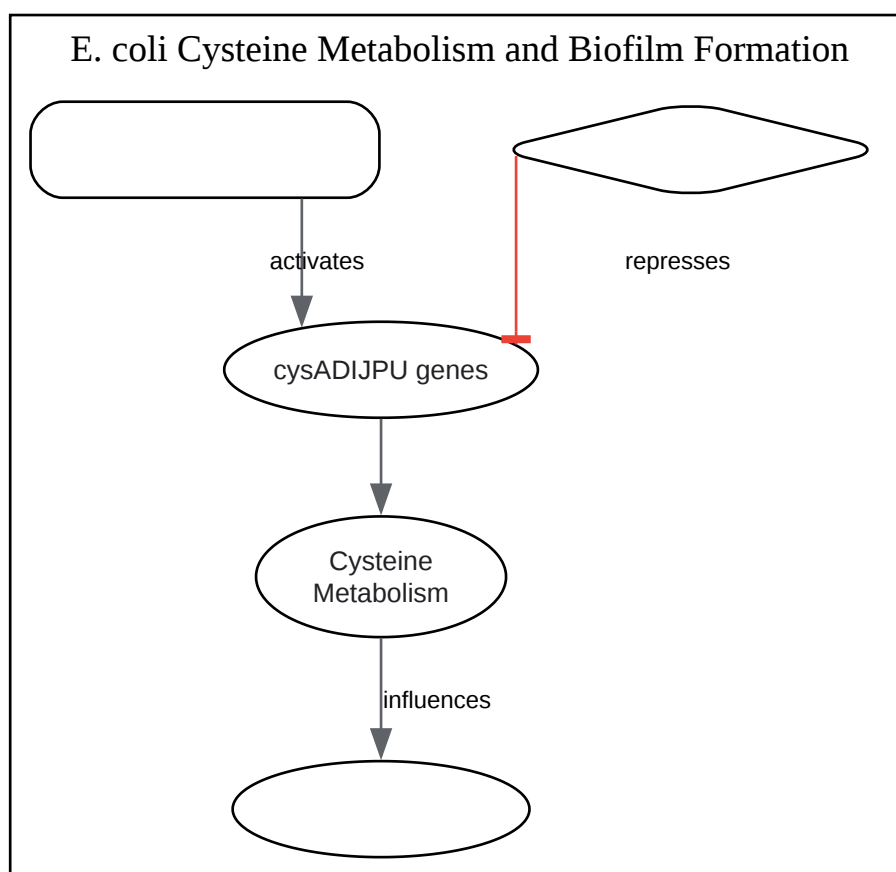 E. coli Cysteine Metabolism and Biofilm Formation
activates
represses
cysADIJPU genes
Cysteine
Metabolism
influences